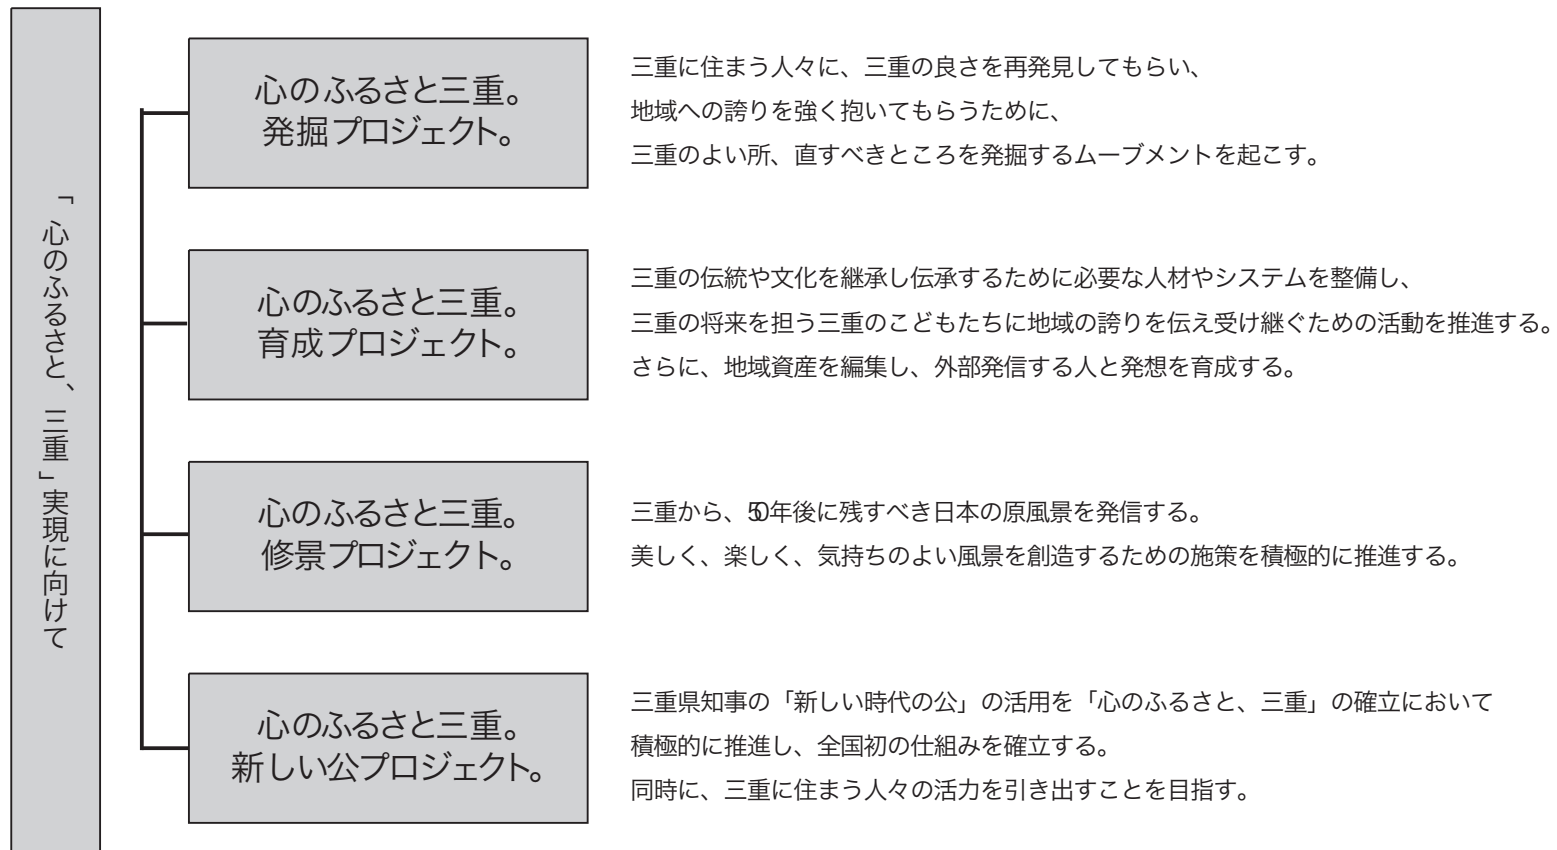 「心のふるさと、三重」実現に向けて
心のふるさと三重。
発掘プロジェクト。
三重に住まう人々に、三重の良さを再発見してもらい、
地域への誇りを強く抱いてもらうために、
三重のよい所、直すべきところを発掘するムーブメントを起こす。
心のふるさと三重。
育成プロジェクト。
三重の伝統や文化を継承し伝承するために必要な人材やシステムを整備し、
三重の将来を担う三重のこどもたちに地域の誇りを伝え受け継ぐための活動を推進する。
さらに、地域資産を編集し、外部発信する人と発想を育成する。
心のふるさと三重。
修景プロジェクト。
三重から、50年後に残すべき日本の原風景を発信する。
美しく、楽しく、気持ちのよい風景を創造するための施策を積極的に推進する。
心のふるさと三重。
新しい公プロジェクト。
三重県知事の「新しい時代の公」の活用を「心のふるさと、三重」の確立において
積極的に推進し、全国初の仕組みを確立する。
同時に、三重に住まう人々の活力を引き出すことを目指す。